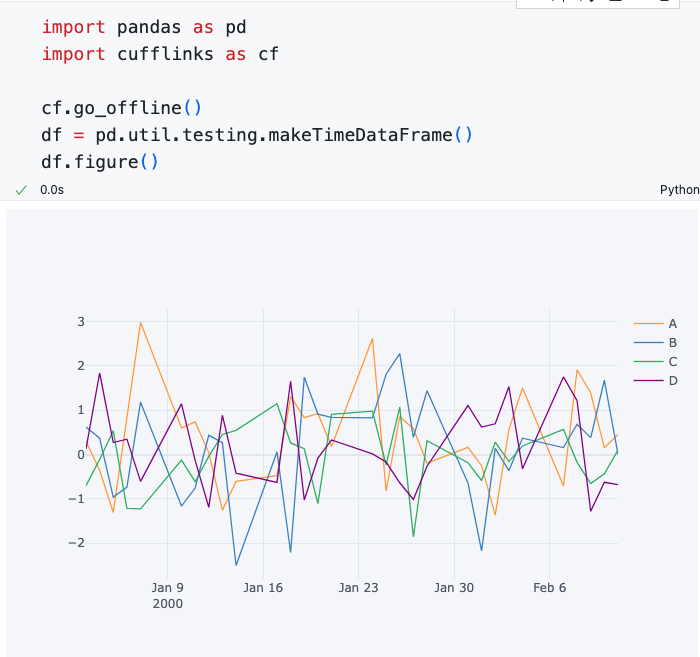 import pandas as pd
import cufflinks as cf
cf.go_offline()
df = pd.util.testing.makeTimeDataFrame()
df.figure()
0.0s
Python
3
2
1
0
−1
−2
Jan 9
2000
Jan 16
Jan 23
Jan 30
Feb 6
A
B
C
D